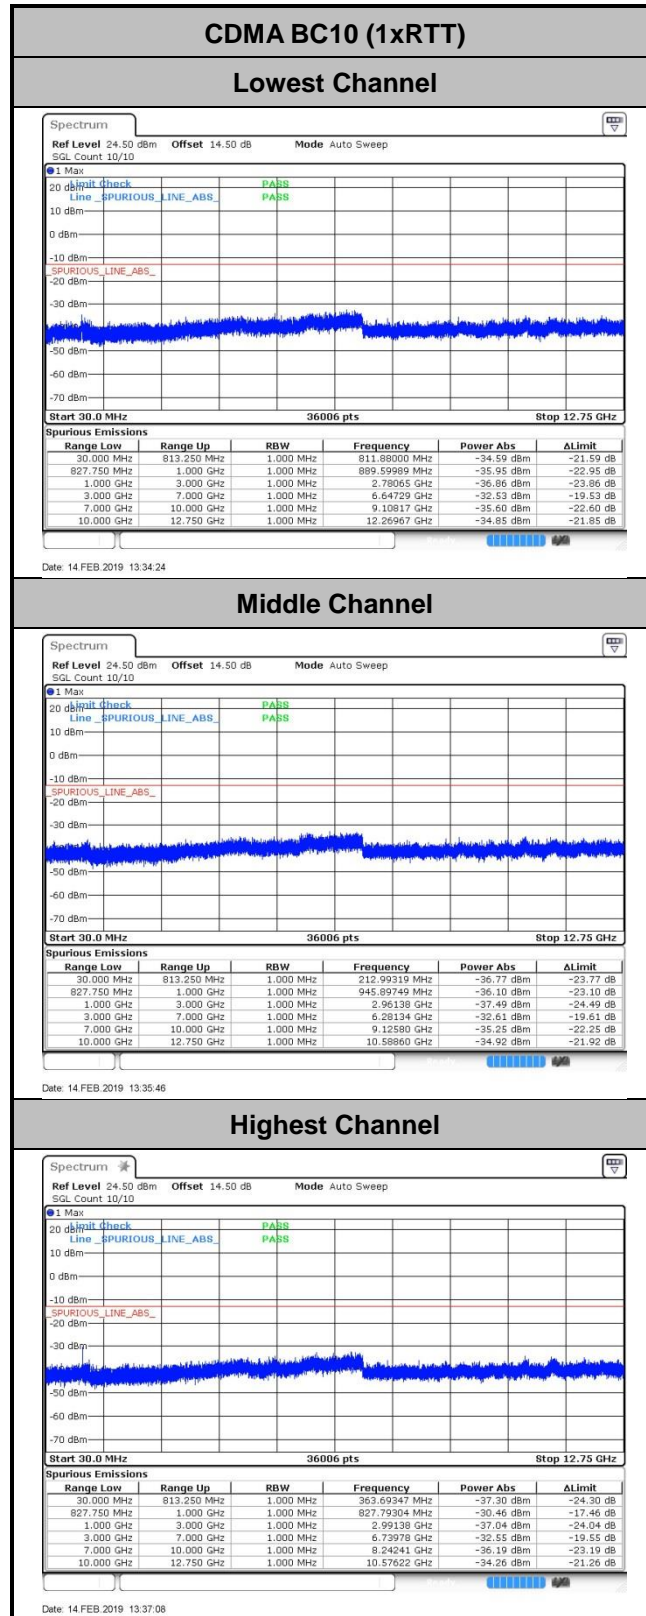 CDMA BC10 (1xRTT)
Lowest Channel
Spectrum
Ref Level 24.50 dBm Offset 14.50 dB Mode Auto Sweep
SGL Count 10/10
1 Max
20 dBm Limit Check PASS
Line _SPURIOUS_LINE_ABS_ PASS
10 dBm
0 dBm
-10 dBm
_SPURIOUS_LINE_ABS_
-20 dBm
-30 dBm
-50 dBm
-60 dBm
-70 dBm
Start 30.0 MHz 36006 pts Stop 12.75 GHz
Spurious Emissions
Range Low Range Up RBW Frequency Power Abs ΔLimit
30.000 MHz 813.250 MHz 1.000 MHz 811.88000 MHz -34.59 dBm -21.59 dB
827.750 MHz 1.000 GHz 1.000 MHz 889.59989 MHz -35.95 dBm -22.95 dB
1.000 GHz 3.000 GHz 1.000 MHz 2.78065 GHz -36.86 dBm -23.86 dB
3.000 GHz 7.000 GHz 1.000 MHz 6.64729 GHz -32.53 dBm -19.53 dB
7.000 GHz 10.000 GHz 1.000 MHz 9.10817 GHz -35.60 dBm -22.60 dB
10.000 GHz 12.750 GHz 1.000 MHz 12.26967 GHz -34.85 dBm -21.85 dB
Date: 14.FEB.2019 13:34:24
Middle Channel
Spectrum
Ref Level 24.50 dBm Offset 14.50 dB Mode Auto Sweep
SGL Count 10/10
1 Max
20 dBm Limit Check PASS
Line _SPURIOUS_LINE_ABS_ PASS
10 dBm
0 dBm
-10 dBm
_SPURIOUS_LINE_ABS_
-20 dBm
-30 dBm
-50 dBm
-60 dBm
-70 dBm
Start 30.0 MHz 36006 pts Stop 12.75 GHz
Spurious Emissions
Range Low Range Up RBW Frequency Power Abs ΔLimit
30.000 MHz 813.250 MHz 1.000 MHz 212.99319 MHz -36.77 dBm -23.77 dB
827.750 MHz 1.000 GHz 1.000 MHz 945.89749 MHz -36.10 dBm -23.10 dB
1.000 GHz 3.000 GHz 1.000 MHz 2.96138 GHz -37.49 dBm -24.49 dB
3.000 GHz 7.000 GHz 1.000 MHz 6.28134 GHz -32.61 dBm -19.61 dB
7.000 GHz 10.000 GHz 1.000 MHz 9.12580 GHz -35.25 dBm -22.25 dB
10.000 GHz 12.750 GHz 1.000 MHz 10.58860 GHz -34.92 dBm -21.92 dB
Date: 14.FEB.2019 13:35:46
Highest Channel
Spectrum
Ref Level 24.50 dBm Offset 14.50 dB Mode Auto Sweep
SGL Count 10/10
1 Max
20 dBm Limit Check PASS
Line _SPURIOUS_LINE_ABS_ PASS
10 dBm
0 dBm
-10 dBm
_SPURIOUS_LINE_ABS_
-20 dBm
-30 dBm
-50 dBm
-60 dBm
-70 dBm
Start 30.0 MHz 36006 pts Stop 12.75 GHz
Spurious Emissions
Range Low Range Up RBW Frequency Power Abs ΔLimit
30.000 MHz 813.250 MHz 1.000 MHz 363.69347 MHz -37.30 dBm -24.30 dB
827.750 MHz 1.000 GHz 1.000 MHz 827.79304 MHz -30.46 dBm -17.46 dB
1.000 GHz 3.000 GHz 1.000 MHz 2.99138 GHz -37.04 dBm -24.04 dB
3.000 GHz 7.000 GHz 1.000 MHz 6.73978 GHz -32.55 dBm -19.55 dB
7.000 GHz 10.000 GHz 1.000 MHz 8.24241 GHz -36.19 dBm -23.19 dB
10.000 GHz 12.750 GHz 1.000 MHz 10.57622 GHz -34.26 dBm -21.26 dB
Date: 14.FEB.2019 13:37:08